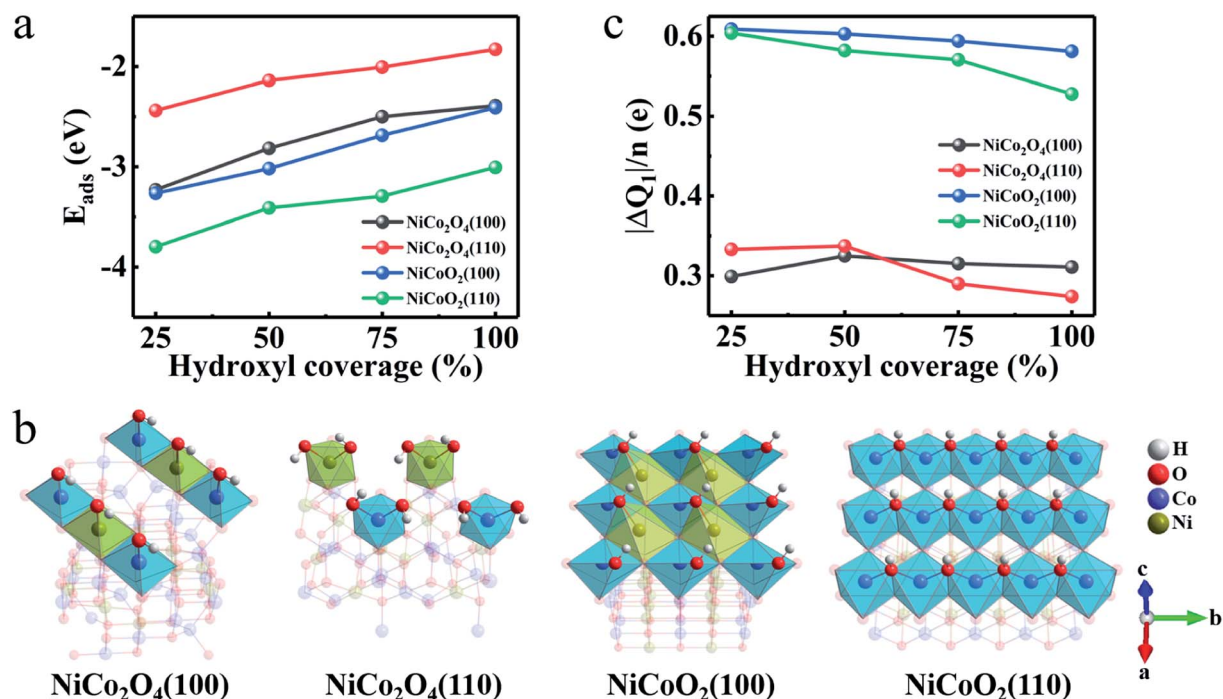 a
E_ads (eV)
-2
-3
-4
25 50 75 100
Hydroxyl coverage (%)
NiCo₂O₄(100)
NiCo₂O₄(110)
NiCoO₂(100)
NiCoO₂(110)
c
|ΔQ₁|/n (e)
0.6
0.5
0.4
0.3
25 50 75 100
Hydroxyl coverage (%)
NiCo₂O₄(100)
NiCo₂O₄(110)
NiCoO₂(100)
NiCoO₂(110)
b
NiCo₂O₄(100)
NiCo₂O₄(110)
NiCoO₂(100)
NiCoO₂(110)
H
O
Co
Ni
c
b
a